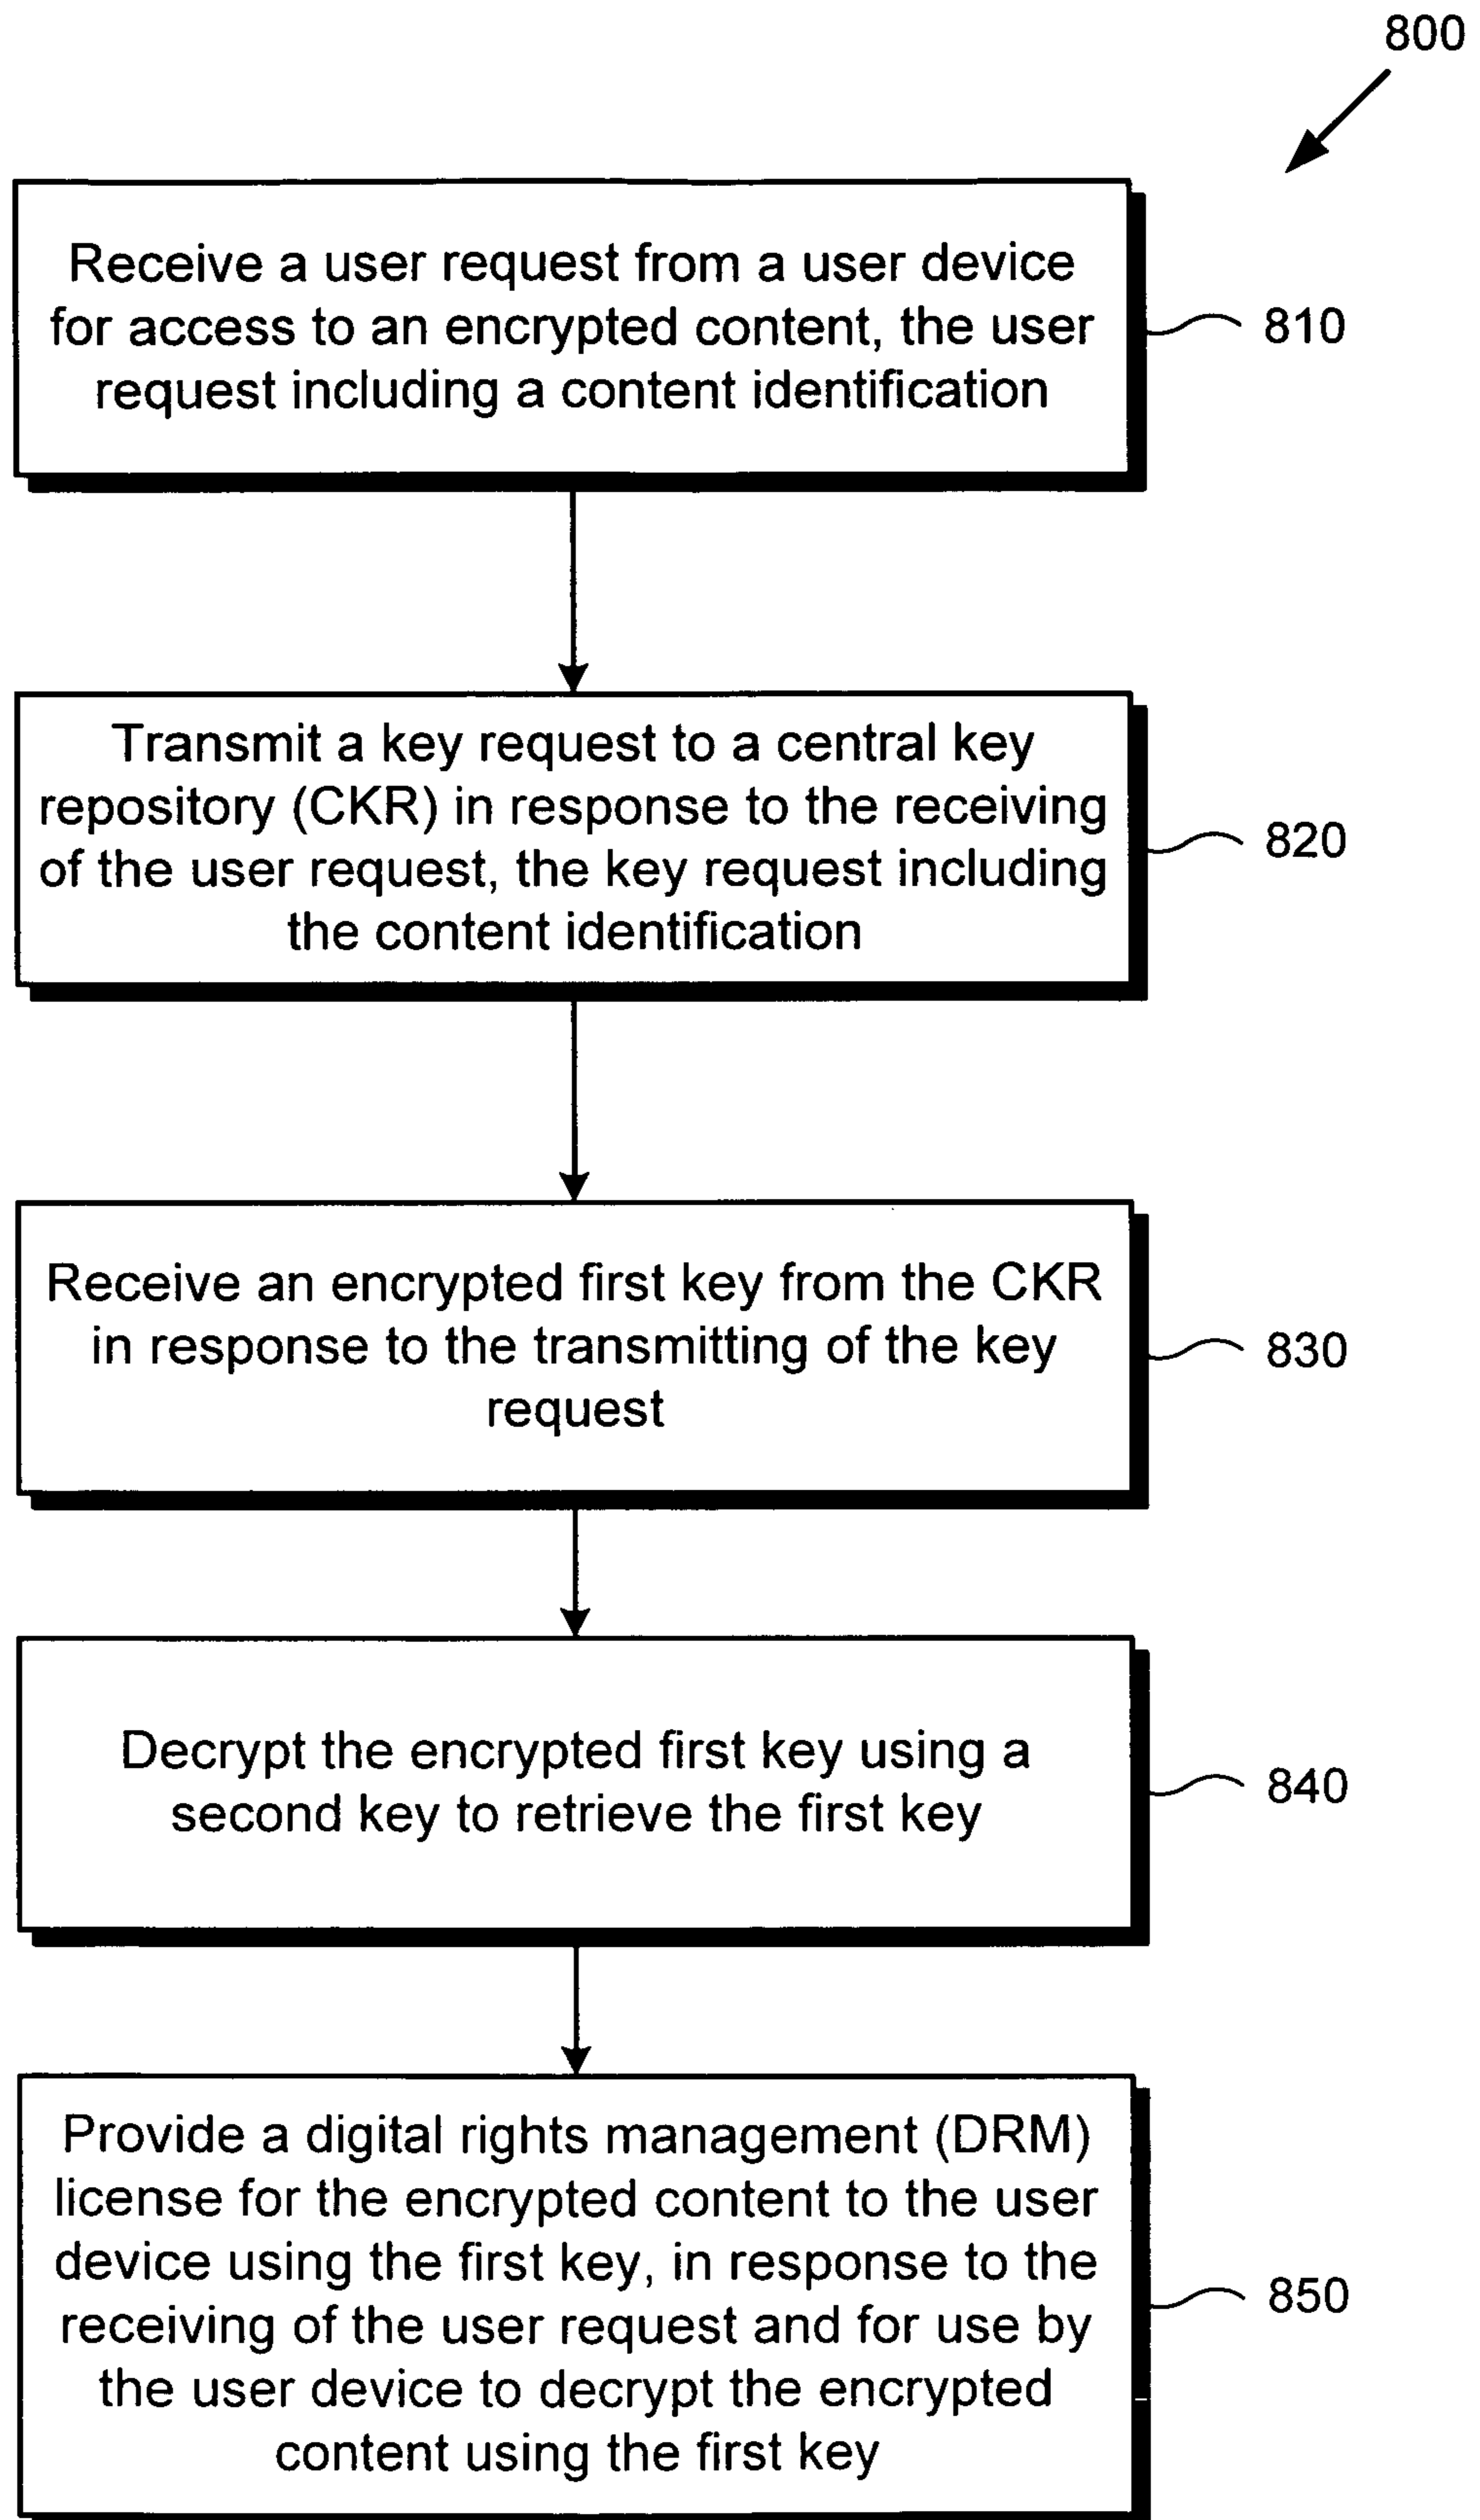 800
Receive a user request from a user device
for access to an encrypted content, the user
request including a content identification
810
Transmit a key request to a central key
repository (CKR) in response to the receiving
of the user request, the key request including
the content identification
820
Receive an encrypted first key from the CKR
in response to the transmitting of the key
request
830
Decrypt the encrypted first key using a
second key to retrieve the first key
840
Provide a digital rights management (DRM)
license for the encrypted content to the user
device using the first key, in response to the
receiving of the user request and for use by
the user device to decrypt the encrypted
content using the first key
850